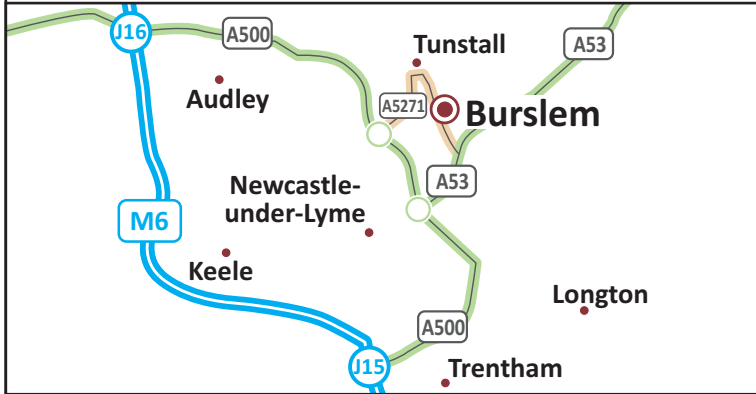 J16
A500
Tunstall
A53
Audley
A5271
Burslem
Newcastle-
under-Lyme
A53
M6
Keele
Longton
A500
J15
Trentham